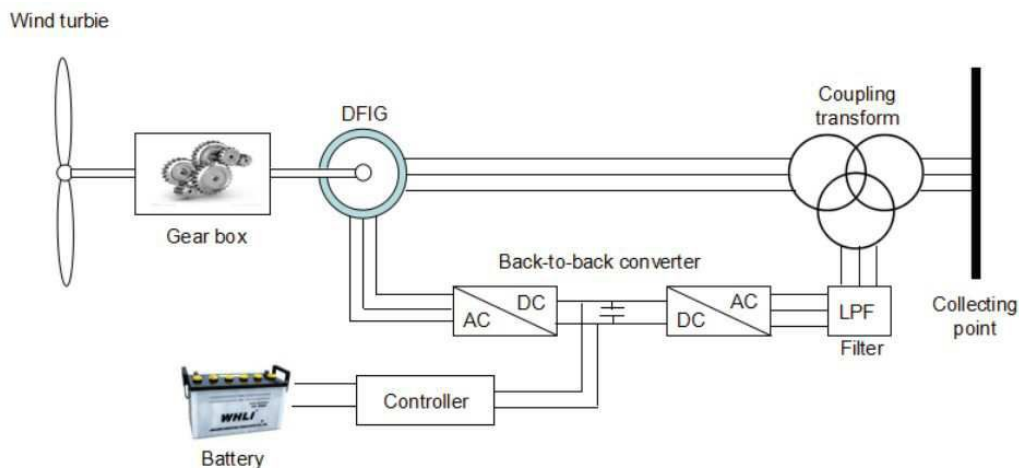 Wind turbie
DFIG
Coupling
transform
Gear box
Back-to-back converter
DC
AC
AC
DC
LPF
Filter
Collecting
point
Controller
WHLI
Battery